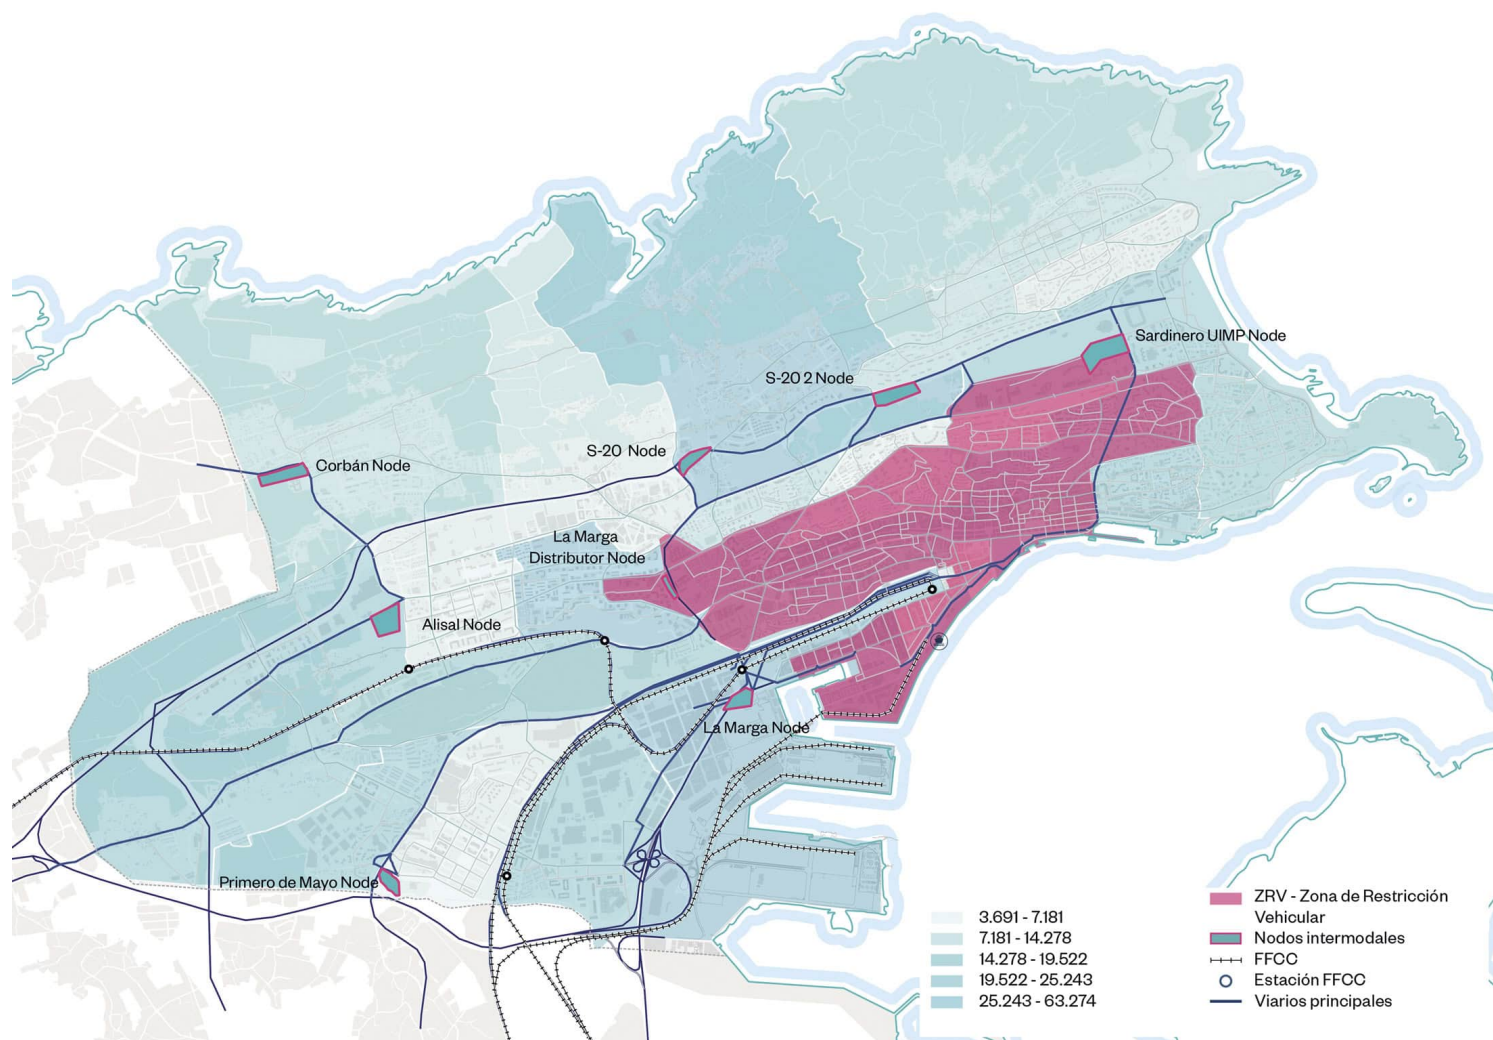 Sardinero UIMP Node
S-20 2 Node
S-20 Node
Corbán Node
La Marga
Distributor Node
Alisal Node
La Marga Node
Primero de Mayo Node
3.691 - 7.181
7.181 - 14.278
14.278 - 19.522
19.522 - 25.243
25.243 - 63.274
ZRV - Zona de Restricción
Vehicular
Nodos intermodales
FFCC
Estación FFCC
Viarios principales